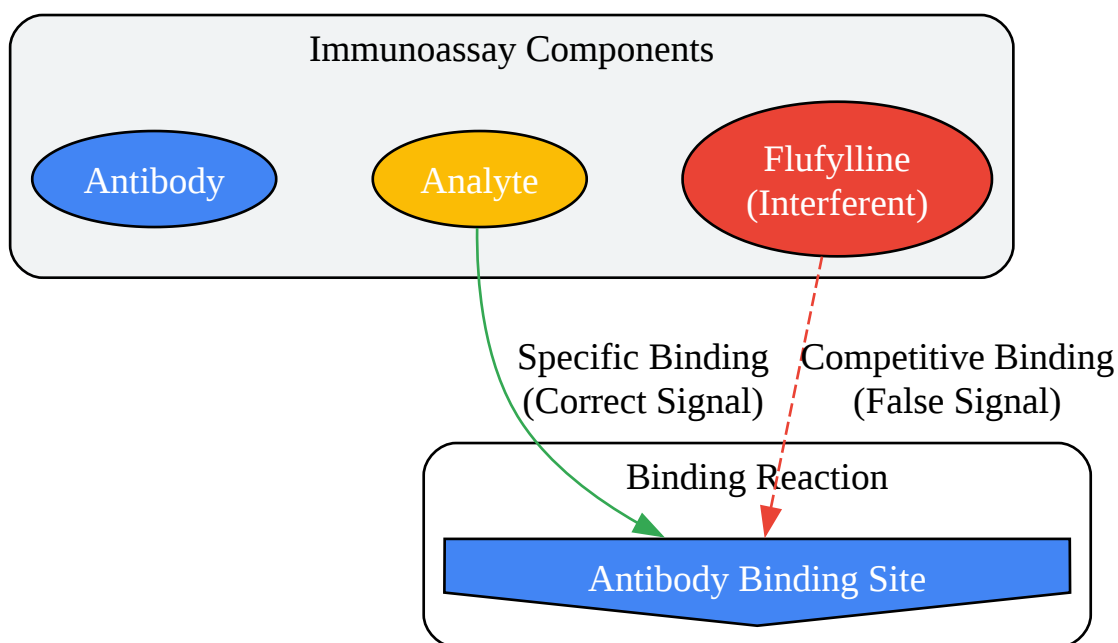 Immunoassay Components
Antibody
Analyte
Flufylline
(Interferent)
Specific Binding
(Correct Signal)
Competitive Binding
(False Signal)
Binding Reaction
Antibody Binding Site